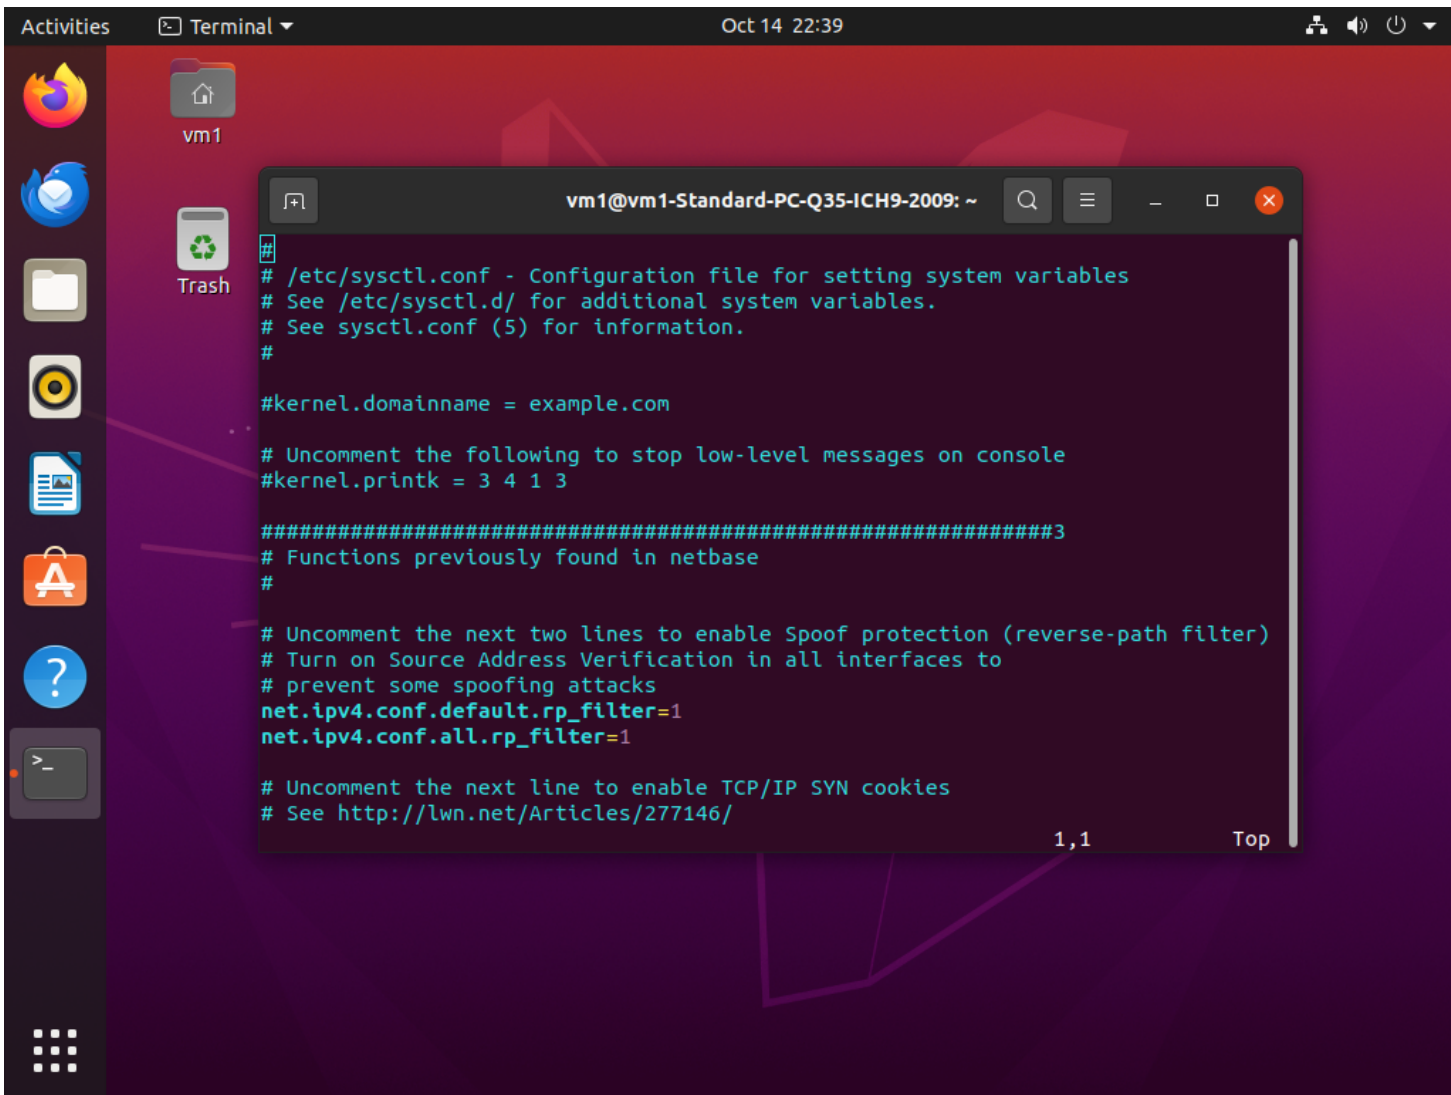 Activities
Terminal
Oct 14 22:39
vm1
Trash
vm1@vm1-Standard-PC-Q35-ICH9-2009: ~
#
# /etc/sysctl.conf - Configuration file for setting system variables
# See /etc/sysctl.d/ for additional system variables.
# See sysctl.conf (5) for information.
#
#kernel.domainname = example.com
# Uncomment the following to stop low-level messages on console
#kernel.printk = 3 4 1 3
##############################################################3
# Functions previously found in netbase
#
# Uncomment the next two lines to enable Spoof protection (reverse-path filter)
# Turn on Source Address Verification in all interfaces to
# prevent some spoofing attacks
net.ipv4.conf.default.rp_filter=1
net.ipv4.conf.all.rp_filter=1
# Uncomment the next line to enable TCP/IP SYN cookies
# See http://lwn.net/Articles/277146/
1,1 Top